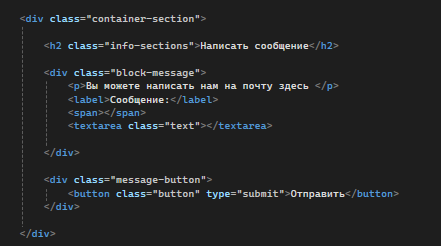 <div class="container-section">
<h2 class="info-sections">Написать сообщение</h2>
<div class="block-message">
<p>Вы можете написать нам на почту здесь </p>
<label>Сообщение:</label>
<span></span>
<textarea class="text"></textarea>
</div>
<div class="message-button">
<button class="button" type="submit">Отправить</button>
</div>
</div>